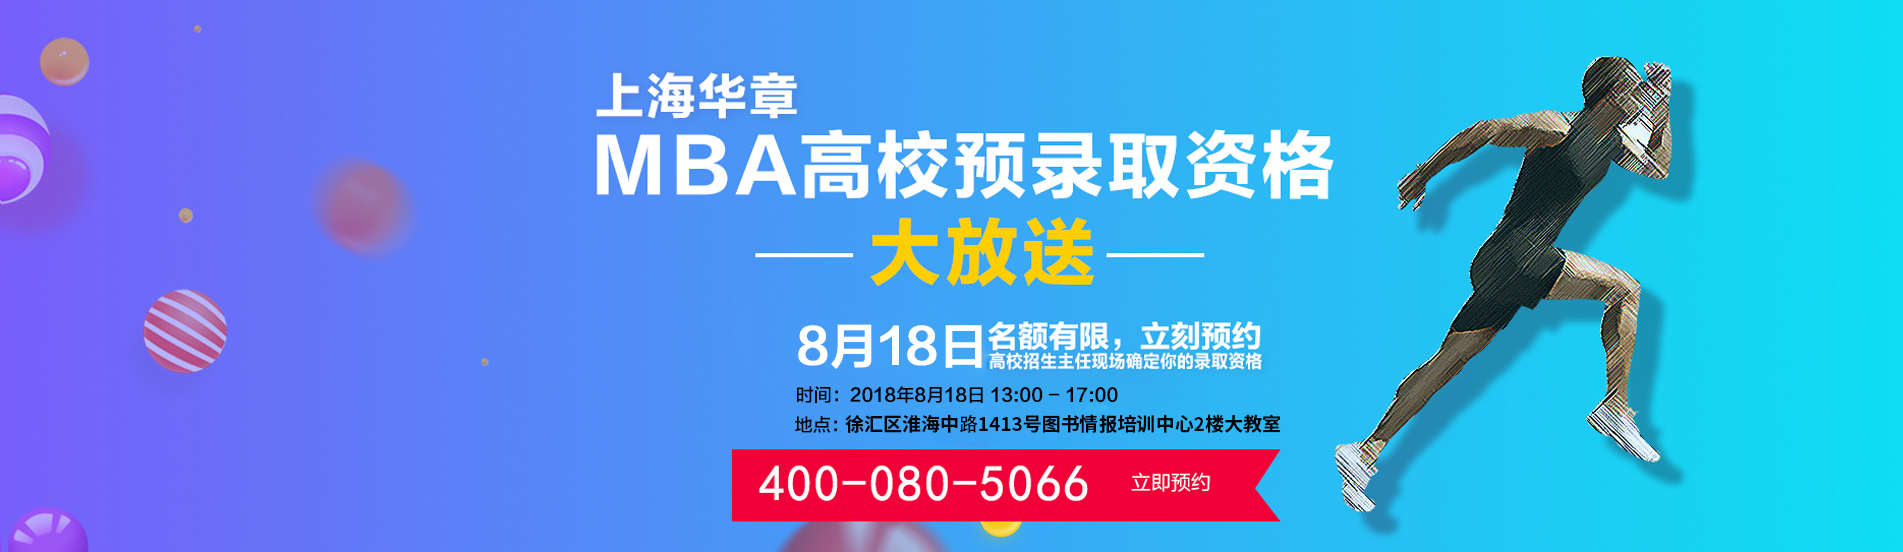 上海华章
MBA高校预录取资格
大放送
8月18日 名额有限，立刻预约
高校招生主任现场确定你的录取资格
时间：2018年8月18日 13:00 – 17:00
地点：徐汇区淮海中路1413号图书情报培训中心2楼大教室
400-080-5066 立即预约